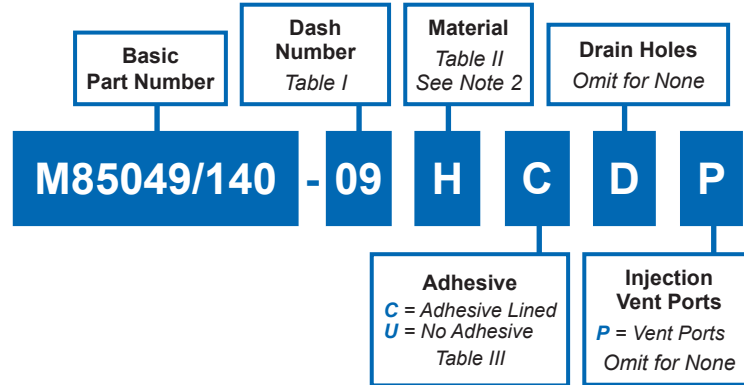 Basic
Part Number
Dash
Number
Table I
Material
Table II
See Note 2
Drain Holes
Omit for None
M85049/140 - 09 H C D P
Adhesive
C = Adhesive Lined
U = No Adhesive
Table III
Injection
Vent Ports
P = Vent Ports
Omit for None